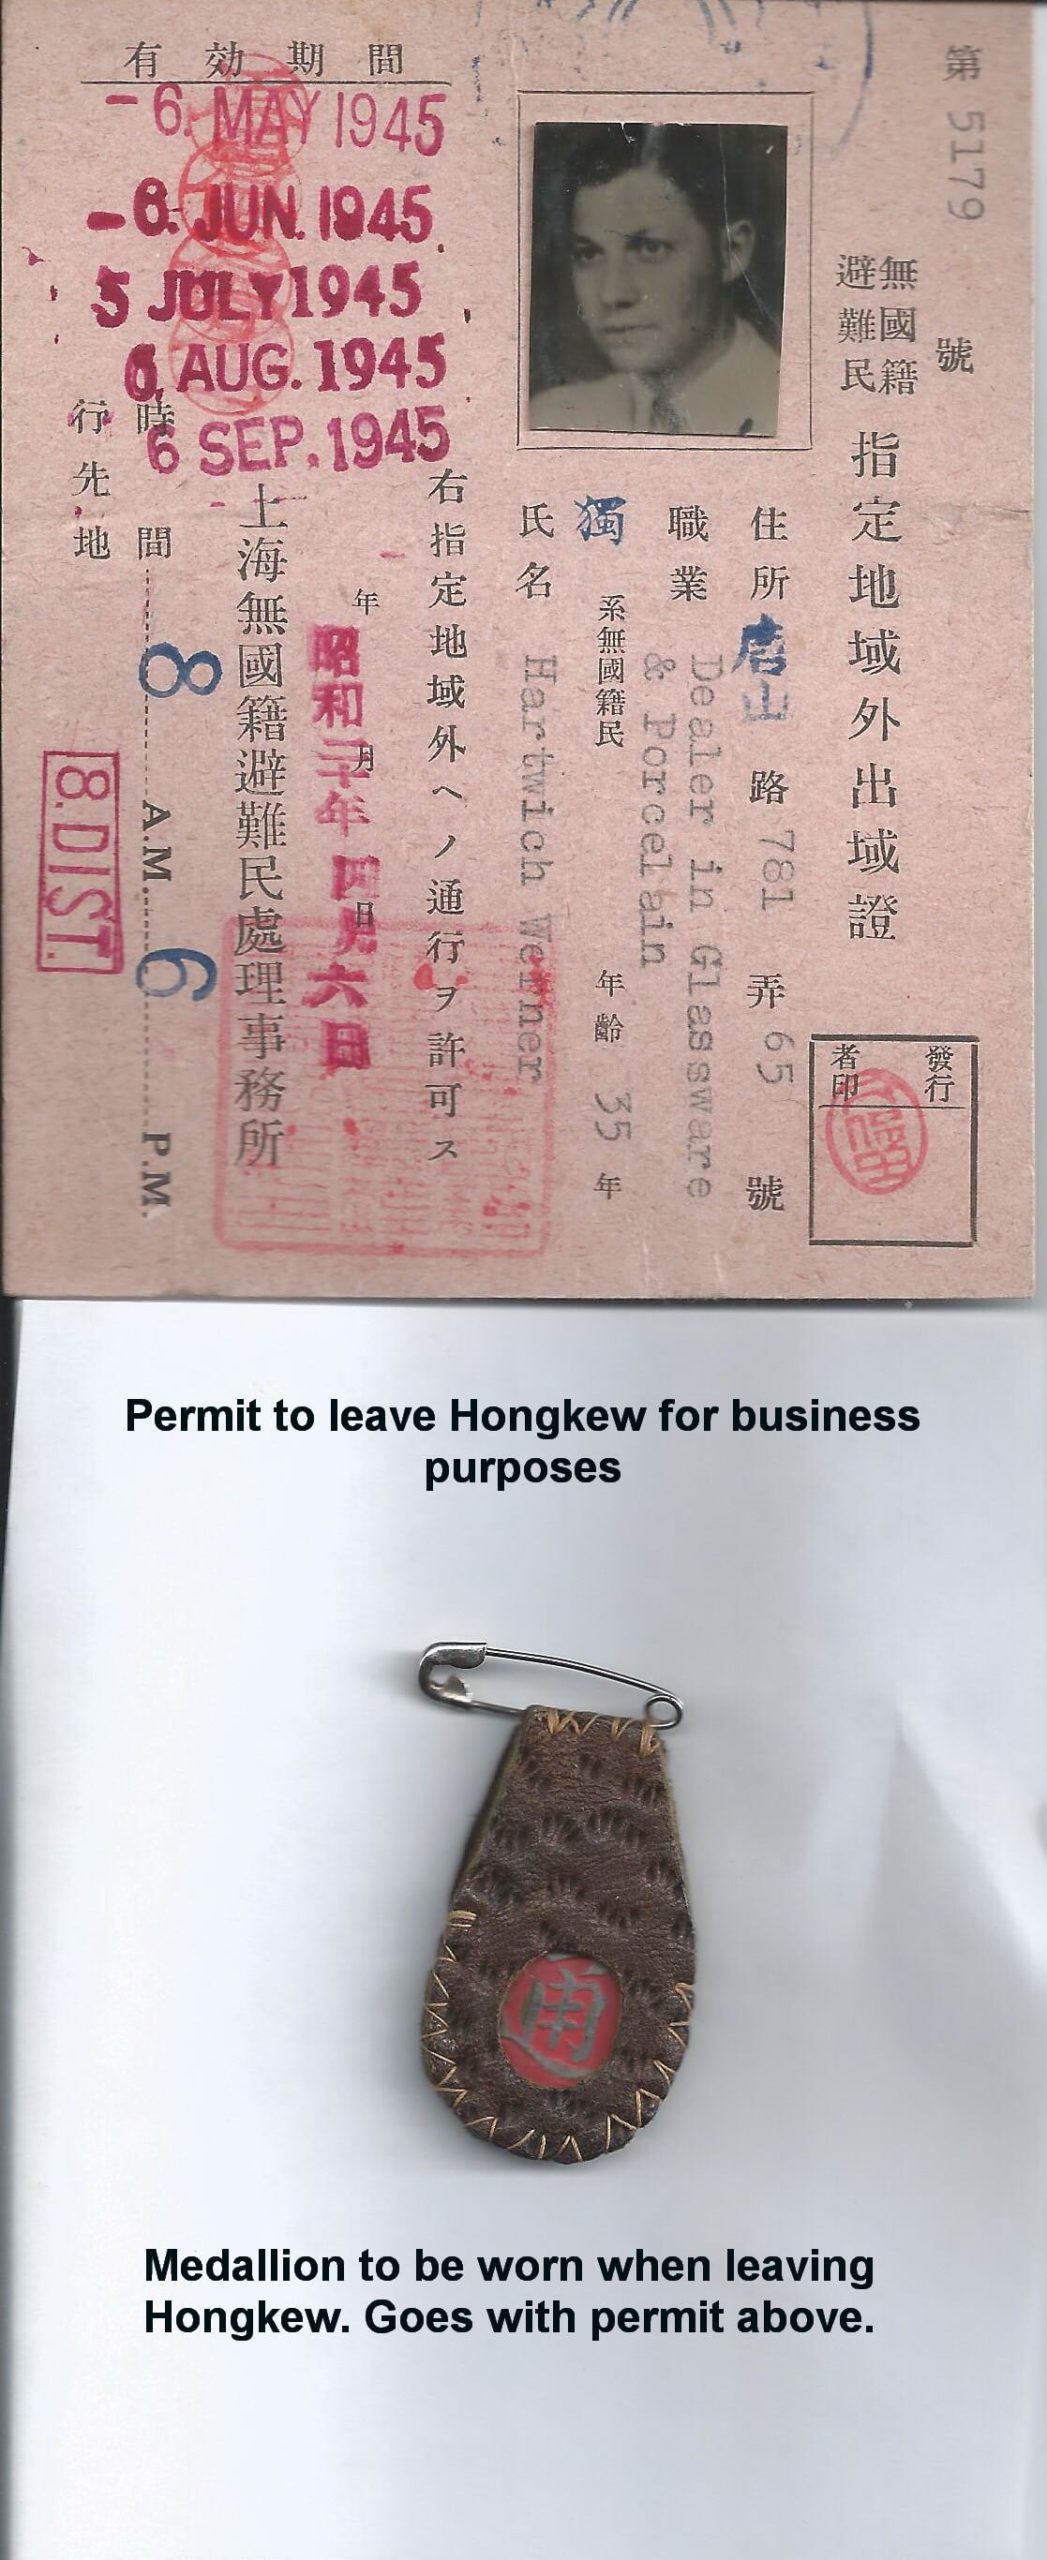 第 5179 號
無國籍
避難民
指定地域外出域證
發行
者印
住所 唐山 路 781 弄 65 號
職業 Dealer in Glassware
& Porcelain
獨 系無國籍民 年齡 35 年
氏名 Hartwich Werner
右指定地域外ヘノ通行ヲ許可ス
年 月 日
昭和二十年四月六日
上海無國籍避難民處理事務所
有効期間
-6. MAY 1945
-6. JUN. 1945
5 JULY 1945
6. AUG. 1945
6 SEP. 1945
時間 8 A.M. 6 P.M.
行先地 8. DIST.
Permit to leave Hongkew for business
purposes
通
Medallion to be worn when leaving
Hongkew. Goes with permit above.